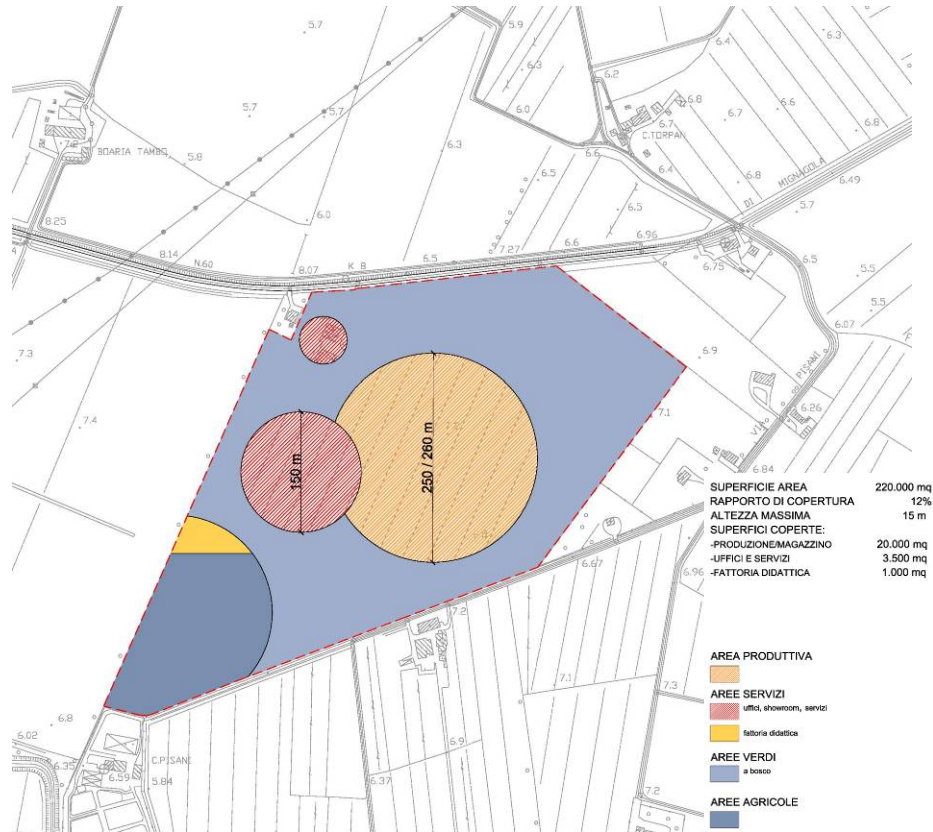 5.7
5.9
6.4
6.3
6.3
6.2
5.7
5.7
6.0
6.8
6.7
6.7
6.6
6.8
C.TORPAN
BOARIA TAMBO
5.8
6.3
6.6
6.4
6.8
DI MIGNAGOLA
6.49
6.5
5.7
6.0
6.5
8.25
8.14
N.60
8.07
K 8
6.5
7.27
6.6
6.96
6.75
6.5
5.5
5.5
6.07
7.3
6.9
7.4
7.1
VIA PISANI
6.26
6.84
150 m
250 / 260 m
SUPERFICIE AREA 220.000 mq
RAPPORTO DI COPERTURA 12%
ALTEZZA MASSIMA 15 m
SUPERFICI COPERTE:
-PRODUZIONE/MAGAZZINO 20.000 mq
-UFFICI E SERVIZI 3.500 mq
-FATTORIA DIDATTICA 1.000 mq
6.67
6.96
7.2
7.1
7.3
6.8
6.02
6.35
6.59
C.PISANI
5.84
6.37
6.9
7.2
AREA PRODUTTIVA
AREE SERVIZI
uffici, showroom, servizi
fattoria didattica
AREE VERDI
a bosco
AREE AGRICOLE